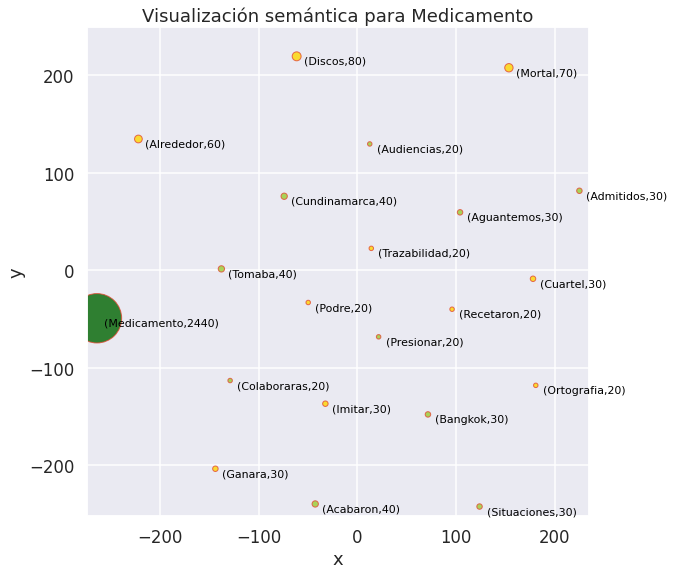 Visualización semántica para Medicamento
200
100
0
−100
−200
y
(Discos,80)
(Mortal,70)
(Alrededor,60)
(Audiencias,20)
(Admitidos,30)
(Cundinamarca,40)
(Aguantemos,30)
(Trazabilidad,20)
(Tomaba,40)
(Cuartel,30)
(Podre,20)
(Recetaron,20)
(Medicamento,2440)
(Presionar,20)
(Colaboraras,20)
(Ortografia,20)
(Imitar,30)
(Bangkok,30)
(Ganara,30)
(Acabaron,40)
(Situaciones,30)
−200 −100 0 100 200
x